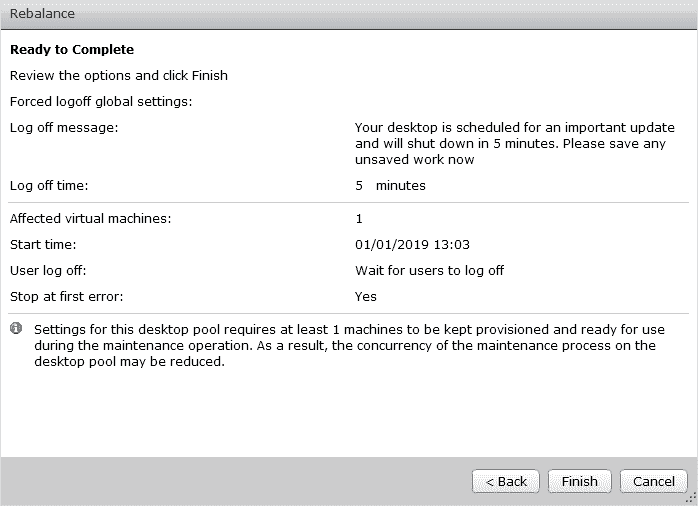 Rebalance
Ready to Complete
Review the options and click Finish
Forced logoff global settings:
Log off message: Your desktop is scheduled for an important update
and will shut down in 5 minutes. Please save any
unsaved work now
Log off time: 5 minutes
Affected virtual machines: 1
Start time: 01/01/2019 13:03
User log off: Wait for users to log off
Stop at first error: Yes
Settings for this desktop pool requires at least 1 machines to be kept provisioned and ready for use
during the maintenance operation. As a result, the concurrency of the maintenance process on the
desktop pool may be reduced.
< Back Finish Cancel